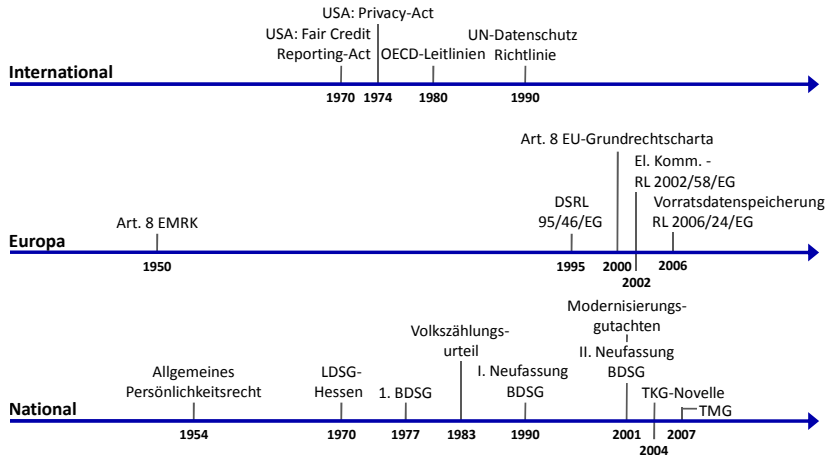 USA: Privacy-Act
USA: Fair Credit
Reporting-Act
OECD-Leitlinien
UN-Datenschutz
Richtlinie
International
1970
1974
1980
1990
Art. 8 EU-Grundrechtscharta
El. Komm. -
RL 2002/58/EG
Art. 8 EMRK
DSRL
95/46/EG
Vorratsdatenspeicherung
RL 2006/24/EG
Europa
1950
1995
2000
2002
2006
Modernisierungs-
gutachten
Volkszählungs-
urteil
II. Neufassung
BDSG
Allgemeines
Persönlichkeitsrecht
LDSG-
Hessen
1. BDSG
I. Neufassung
BDSG
TKG-Novelle
TMG
National
1954
1970
1977
1983
1990
2001
2004
2007